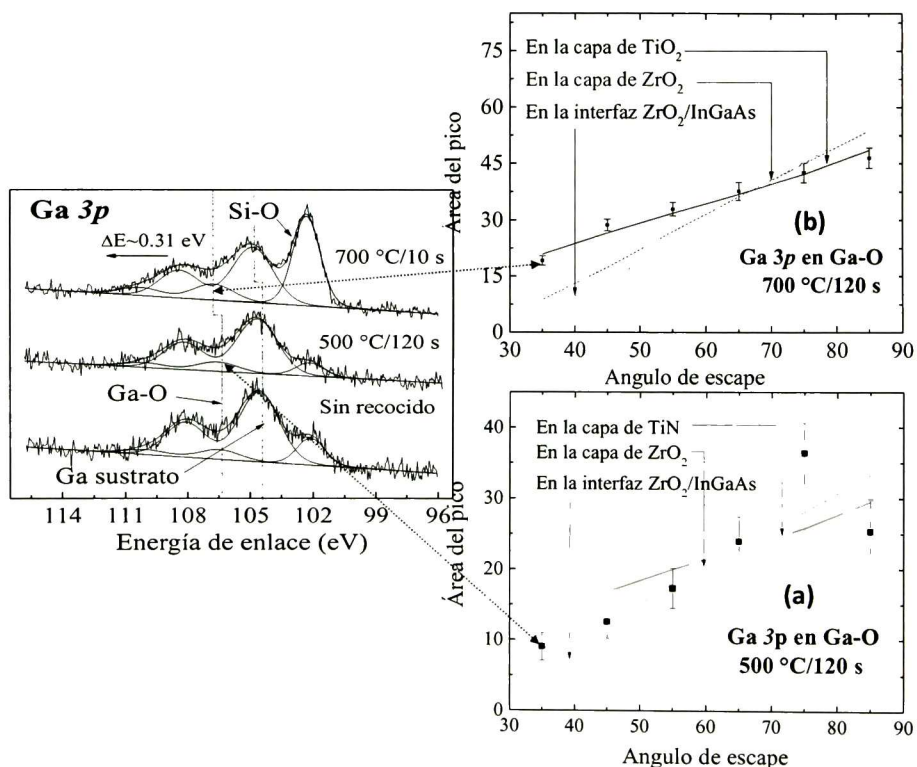 Ga 3p
Si-O
ΔE~0.31 eV
700 °C/10 s
500 °C/120 s
Ga-O
Sin recocido
Ga sustrato
114 111 108 105 102 99 96
Energía de enlace (eV)
Área del pico
75
60
45
30
15
0
En la capa de TiO2
En la capa de ZrO2
En la interfaz ZrO2/InGaAs
(b)
Ga 3p en Ga-O
700 °C/120 s
30 40 50 60 70 80 90
Angulo de escape
Área del pico
40
30
20
10
0
En la capa de TiN
En la capa de ZrO2
En la interfaz ZrO2/InGaAs
(a)
Ga 3p en Ga-O
500 °C/120 s
30 40 50 60 70 80 90
Angulo de escape